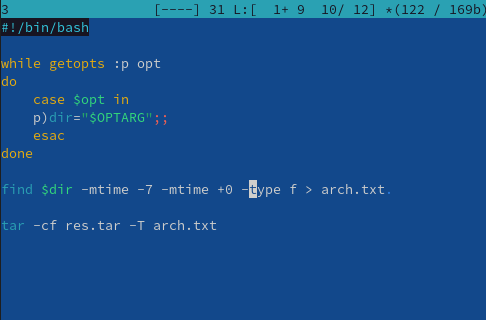 3 [----] 31 L:[  1+ 9  10/ 12] *(122 / 169b)
#!/bin/bash
while getopts :p opt
do
    case $opt in
    p)dir="$OPTARG";;
    esac
done
find $dir -mtime -7 -mtime +0 -type f > arch.txt.
tar -cf res.tar -T arch.txt